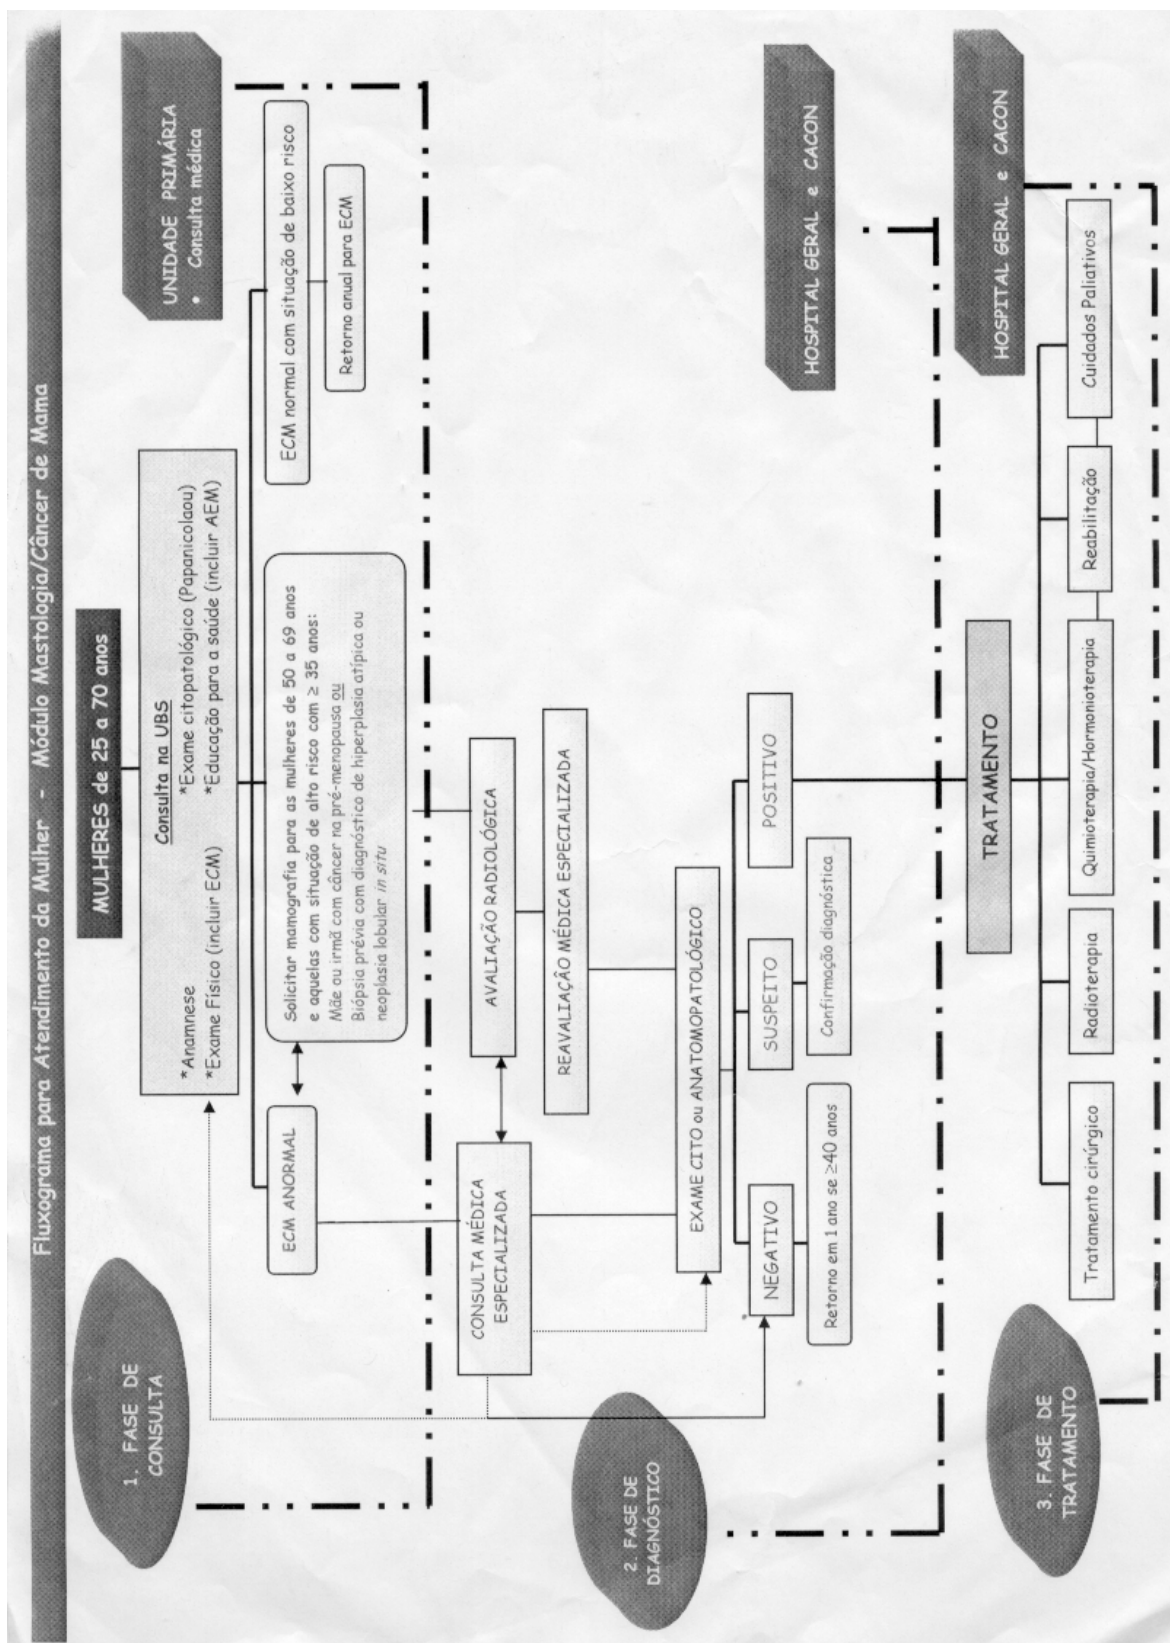 Fluxograma para Atendimento da Mulher - Módulo Mastologia/Câncer de Mama
1. FASE DE
CONSULTA
MULHERES de 25 a 70 anos
UNIDADE PRIMÁRIA
• Consulta médica
Consulta na UBS
*Anamnese
*Exame citopatológico (Papanicolaou)
*Exame Físico (incluir ECM)
*Educação para a saúde (incluir AEM)
ECM ANORMAL
Solicitar mamografia para as mulheres de 50 a 69 anos
e aquelas com situação de alto risco com ≥ 35 anos:
Mãe ou irmã com câncer na pré-menopausa ou
Biópsia prévia com diagnóstico de hiperplasia atípica ou
neoplasia lobular in situ
ECM normal com situação de baixo risco
Retorno anual para ECM
2. FASE DE
DIAGNÓSTICO
CONSULTA MÉDICA
ESPECIALIZADA
AVALIAÇÃO RADIOLÓGICA
REAVALIAÇÃO MÉDICA ESPECIALIZADA
EXAME CITO ou ANATOMOPATOLÓGICO
HOSPITAL GERAL e CACON
NEGATIVO
SUSPEITO
POSITIVO
Retorno em 1 ano se ≥40 anos
Confirmação diagnóstica
3. FASE DE
TRATAMENTO
TRATAMENTO
HOSPITAL GERAL e CACON
Tratamento cirúrgico
Radioterapia
Quimioterapia/Hormonioterapia
Reabilitação
Cuidados Paliativos